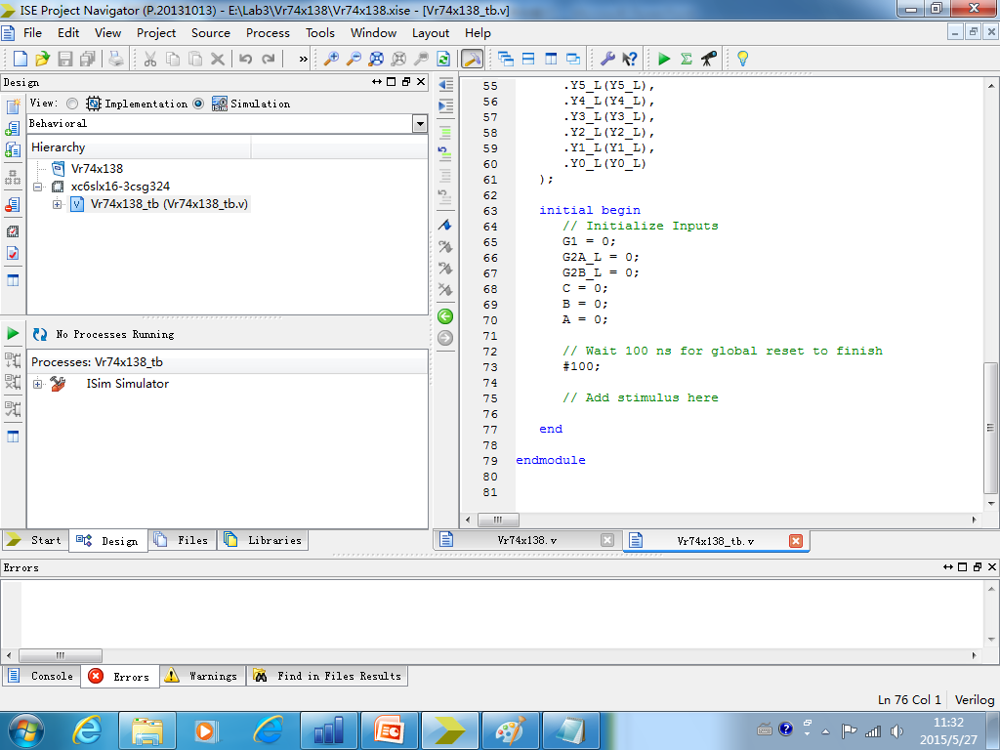 ISE Project Navigator (P.20131013) - E:\Lab3\Vr74x138\Vr74x138.xise - [Vr74x138_tb.v]
File Edit View Project Source Process Tools Window Layout Help
»
Design
View: Implementation Simulation
Behavioral
Hierarchy
Vr74x138
xc6slx16-3csg324
Vr74x138_tb (Vr74x138_tb.v)
No Processes Running
Processes: Vr74x138_tb
ISim Simulator
Start Design Files Libraries
55 .Y5_L(Y5_L),
56 .Y4_L(Y4_L),
57 .Y3_L(Y3_L),
58 .Y2_L(Y2_L),
59 .Y1_L(Y1_L),
60 .Y0_L(Y0_L)
61 );
62
63 initial begin
64 // Initialize Inputs
65 G1 = 0;
66 G2A_L = 0;
67 G2B_L = 0;
68 C = 0;
69 B = 0;
70 A = 0;
71
72 // Wait 100 ns for global reset to finish
73 #100;
74
75 // Add stimulus here
76
77 end
78
79 endmodule
80
81
Vr74x138.v Vr74x138_tb.v
Errors
Console Errors Warnings Find in Files Results
Ln 76 Col 1 Verilog
11:32
2015/5/27